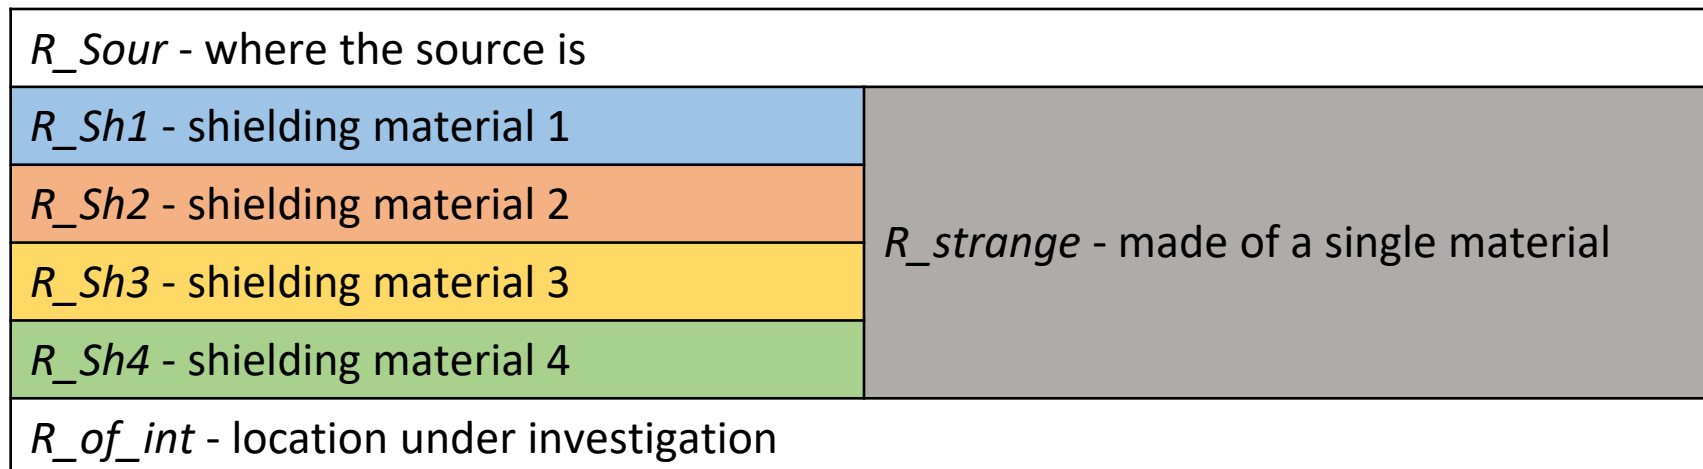 R_Sour - where the source is
R_Sh1 - shielding material 1
R_Sh2 - shielding material 2
R_Sh3 - shielding material 3
R_Sh4 - shielding material 4
R_strange - made of a single material
R_of_int - location under investigation